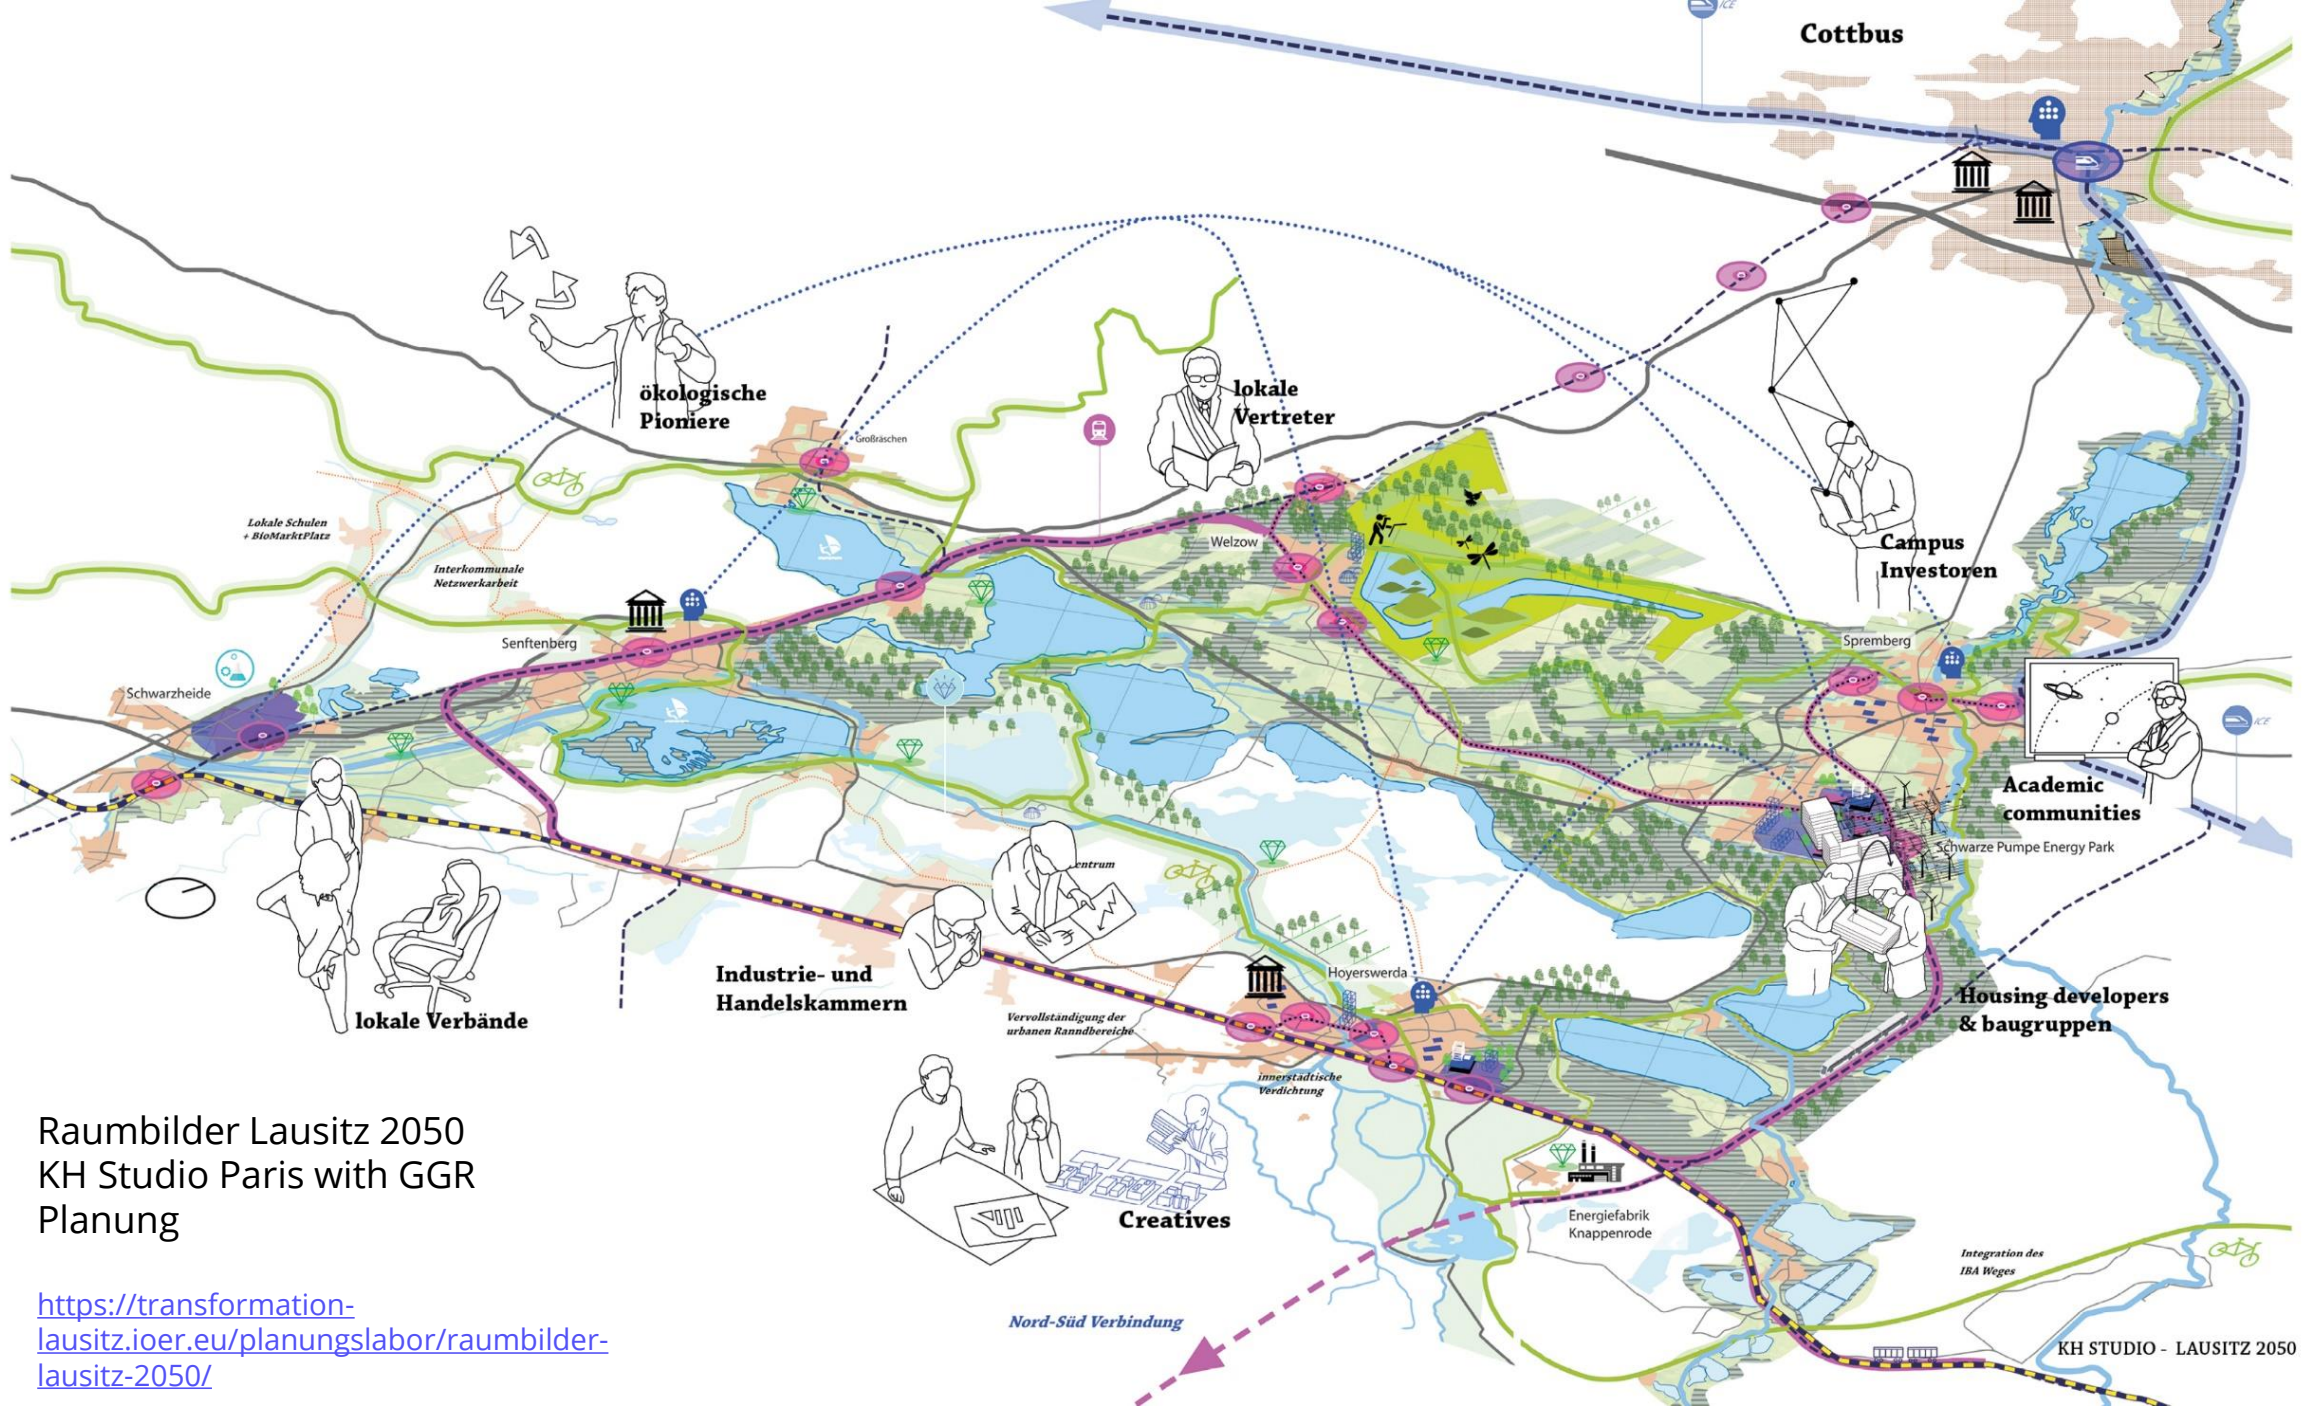 ICE
Cottbus
ökologische
Pioniere
lokale
Vertreter
Großräschen
Lokale Schulen
+ BioMarktPlatz
Interkommunale
Netzwerkarbeit
Welzow
Campus
Investoren
Senftenberg
Spremberg
Schwarzheide
ICE
Academic
communities
Schwarze Pumpe Energy Park
entrum
Industrie- und
Handelskammern
Hoyerswerda
Housing developers
& baugruppen
lokale Verbände
Vervollständigung der
urbanen Ranndbereiche
innerstädtische
Verdichtung
Creatives
Energiefabrik
Knappenrode
Integration des
IBA Weges
Nord-Süd Verbindung
KH STUDIO - LAUSITZ 2050
Raumbilder Lausitz 2050
KH Studio Paris with GGR
Planung
https://transformation-
lausitz.ioer.eu/planungslabor/raumbilder-
lausitz-2050/